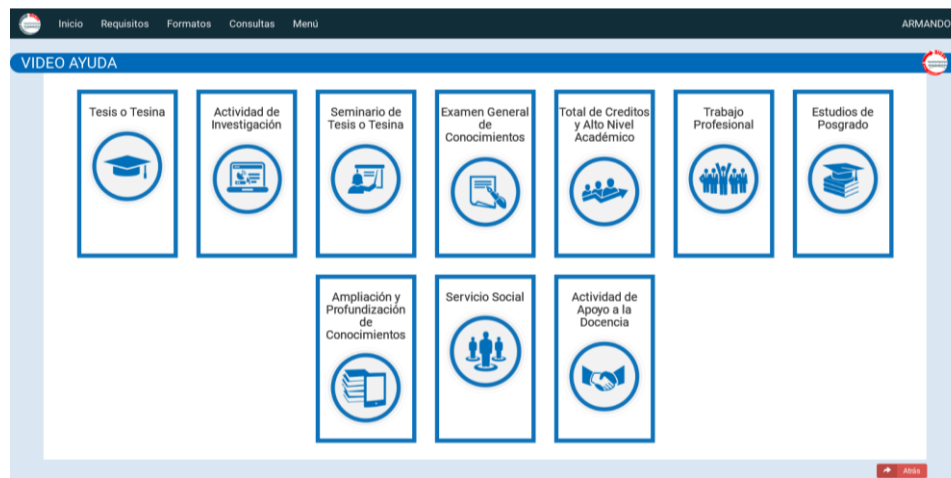 Inicio Requisitos Formatos Consultas Menú ARMANDO
VIDEO AYUDA
Tesis o Tesina
Actividad de
Investigación
Seminario de
Tesis o Tesina
Examen General
de
Conocimientos
Total de Creditos
y Alto Nivel
Académico
Trabajo
Profesional
Estudios de
Posgrado
Ampliación y
Profundización
de
Conocimientos
Servicio Social
Actividad de
Apoyo a la
Docencia
Atrás